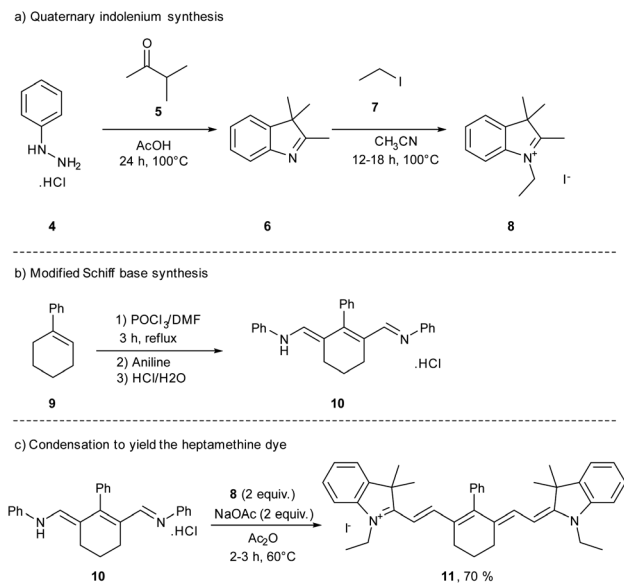 a) Quaternary indolenium synthesis
O
5
HN
NH2
.HCl
AcOH
24 h, 100°C
N
I
7
CH3CN
12-18 h, 100°C
N+
I-
4
6
8
b) Modified Schiff base synthesis
Ph
1) POCl3/DMF
3 h, reflux
2) Aniline
3) HCl/H2O
9
Ph
Ph
N
H
N
Ph
.HCl
10
c) Condensation to yield the heptamethine dye
Ph
Ph
N
H
N
Ph
.HCl
10
8 (2 equiv.)
NaOAc (2 equiv.)
Ac2O
2-3 h, 60°C
I-
N+
Ph
N
11, 70 %